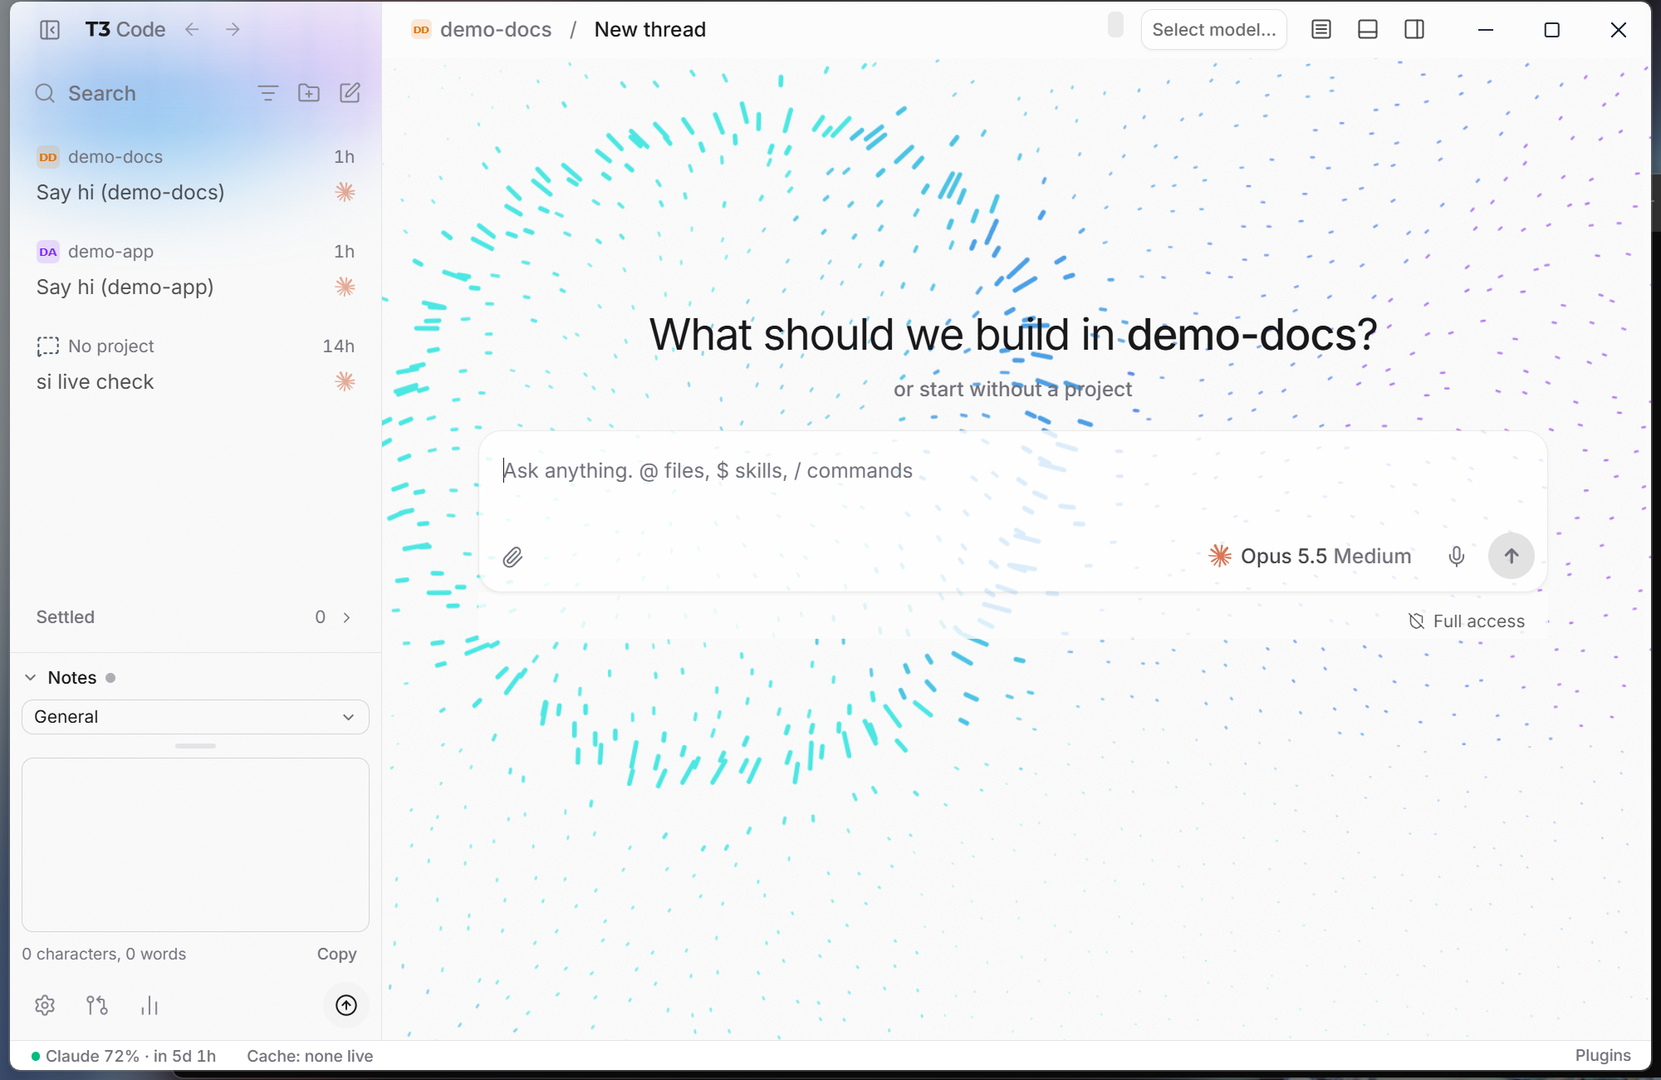 T3 Code
Search
DD demo-docs 1h
Say hi (demo-docs)
DA demo-app 1h
Say hi (demo-app)
No project 14h
si live check
Settled 0
Notes
General
0 characters, 0 words Copy
Claude 72% · in 5d 1h Cache: none live
DD demo-docs / New thread
Select model...
What should we build in demo-docs?
or start without a project
Ask anything. @ files, $ skills, / commands
Opus 5.5 Medium
Full access
Plugins